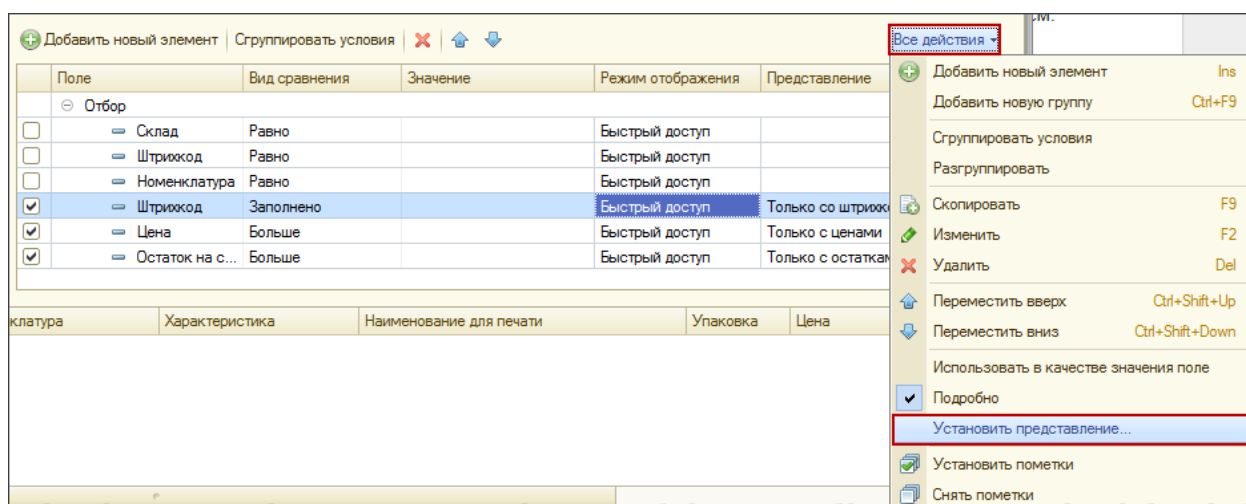 см.
Добавить новый элемент Сгруппировать условия Все действия
Поле Вид сравнения Значение Режим отображения Представление
Отбор
Склад Равно Быстрый доступ
Штрихкод Равно Быстрый доступ
Номенклатура Равно Быстрый доступ
Штрихкод Заполнено Быстрый доступ Только со штрихк
Цена Больше Быстрый доступ Только с ценами
Остаток на с... Больше Быстрый доступ Только с остаткам
клатура Характеристика Наименование для печати Упаковка Цена
Добавить новый элемент Ins
Добавить новую группу Ctrl+F9
Сгруппировать условия
Разгруппировать
Скопировать F9
Изменить F2
Удалить Del
Переместить вверх Ctrl+Shift+Up
Переместить вниз Ctrl+Shift+Down
Использовать в качестве значения поле
Подробно
Установить представление...
Установить пометки
Снять пометки